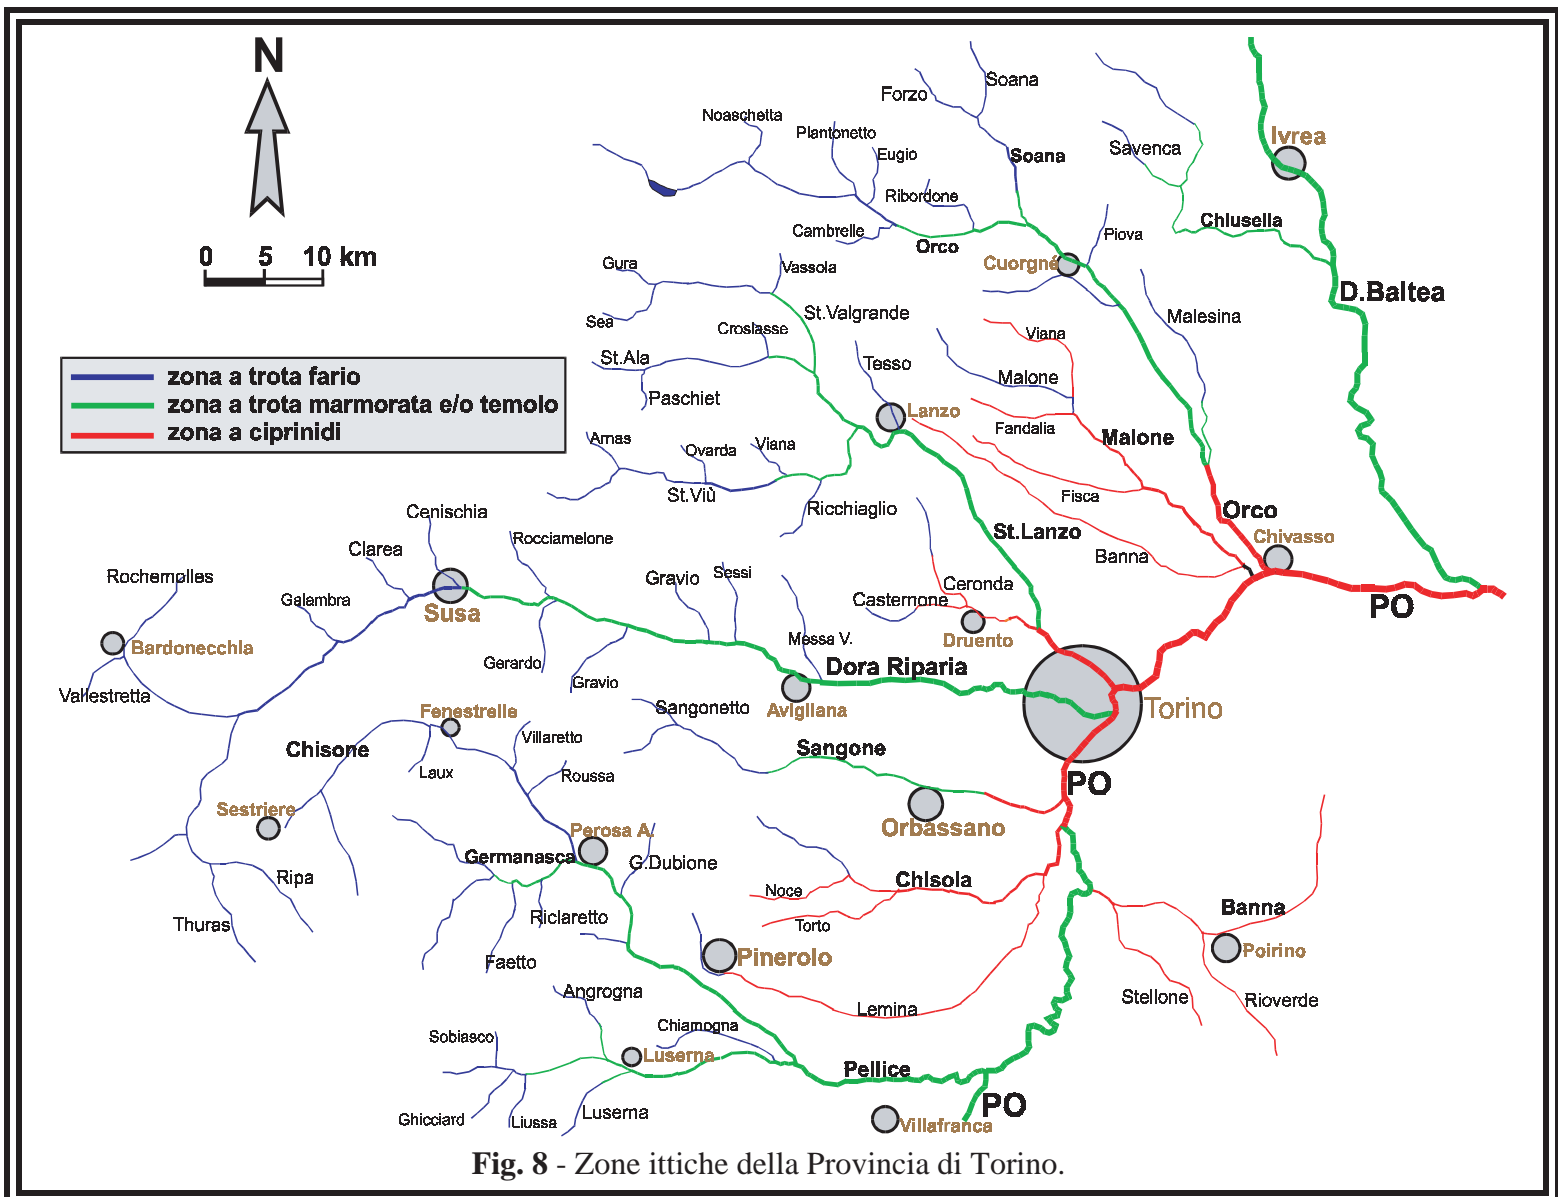 N
0 5 10 km
zona a trota fario
zona a trota marmorata e/o temolo
zona a ciprinidi
Soana
Forzo
Noaschetta
Plantonetto
Eugio
Soana
Savenca
Ivrea
Ribordone
Chiusella
Cambrelle
Orco
Piova
Cuorgné
Gura
Vassola
D.Baltea
Sea
St.Valgrande
Malesina
Croslasse
Viana
St.Ala
Tesso
Malone
Paschiet
Lanzo
Fandalia
Malone
Arnas
Ovarda
Viana
St.Viù
Fisca
Ricchiaglio
Orco
Cenischia
St.Lanzo
Chivasso
Rocciamelone
Clarea
Banna
Rochemolles
Gravio
Sessi
Ceronda
Galambra
Casternone
PO
Susa
Druento
Bardonecchia
Messa V.
Gerardo
Dora Riparia
Gravio
Vallestretta
Sangonetto
Avigliana
Torino
Fenestrelle
Villaretto
Chisone
Sangone
Laux
Roussa
PO
Sestriere
Perosa A.
Orbassano
Germanasca
G.Dubione
Ripa
Noce
Chisola
Riclaretto
Banna
Thuras
Torto
Poirino
Faetto
Pinerolo
Angrogna
Stellone
Rioverde
Lemina
Chiamogna
Sobiasco
Luserna
Pellice
PO
Ghicciard
Liussa
Luserna
Villafranca
Fig. 8 - Zone ittiche della Provincia di Torino.